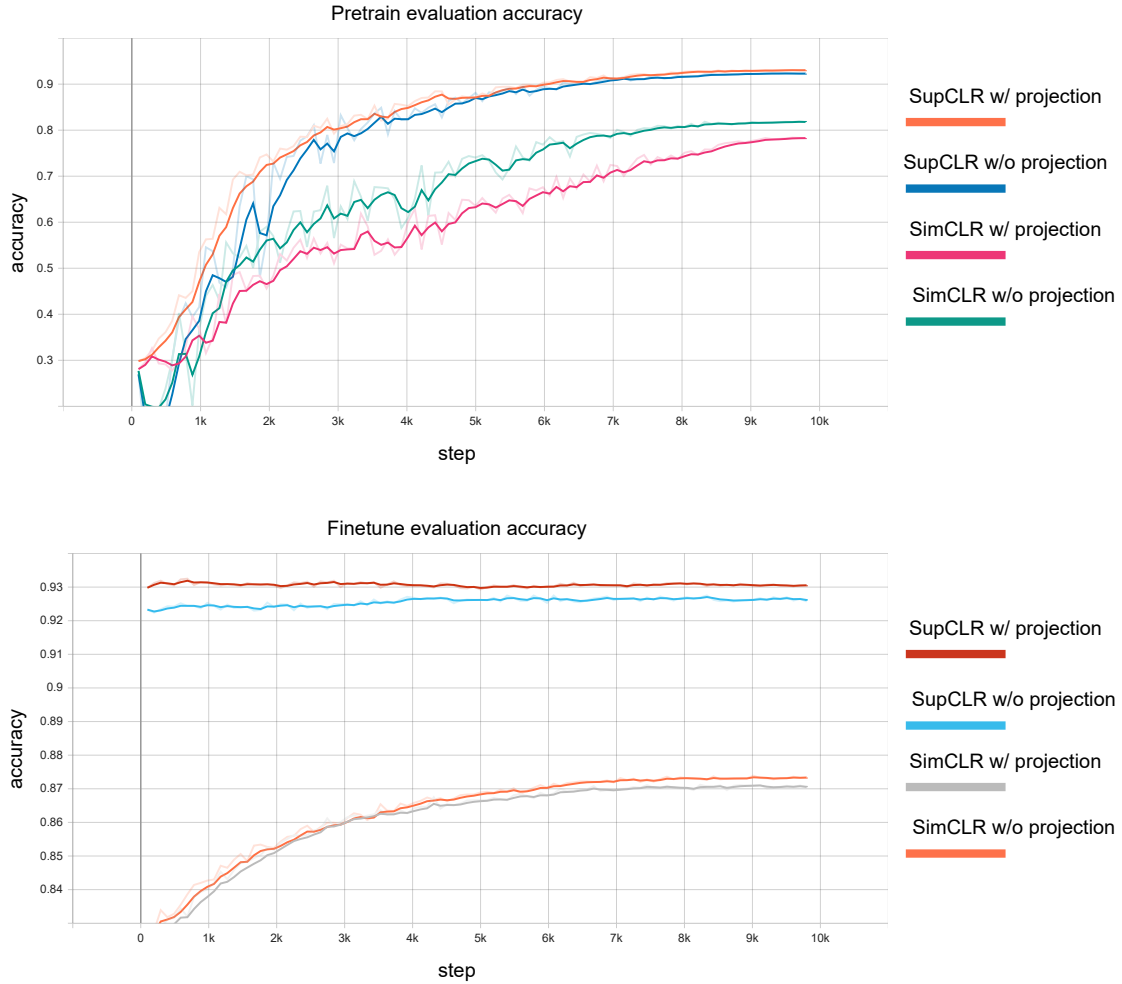 Pretrain evaluation accuracy
accuracy
0.9
0.8
0.7
0.6
0.5
0.4
0.3
0 1k 2k 3k 4k 5k 6k 7k 8k 9k 10k
step
SupCLR w/ projection
SupCLR w/o projection
SimCLR w/ projection
SimCLR w/o projection
Finetune evaluation accuracy
accuracy
0.93
0.92
0.91
0.9
0.89
0.88
0.87
0.86
0.85
0.84
0 1k 2k 3k 4k 5k 6k 7k 8k 9k 10k
step
SupCLR w/ projection
SupCLR w/o projection
SimCLR w/ projection
SimCLR w/o projection